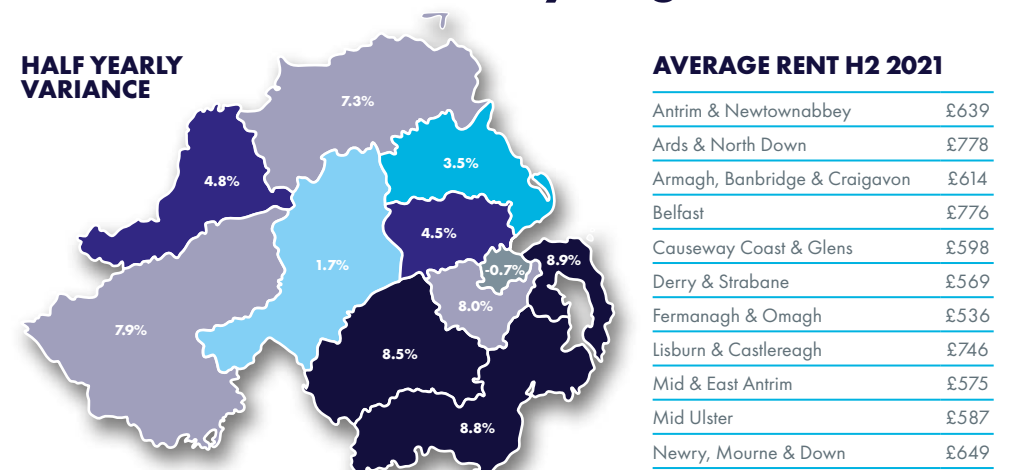 HALF YEARLY
VARIANCE
7.3%
3.5%
4.8%
4.5%
8.9%
1.7%
-0.7%
8.0%
7.9%
8.5%
8.8%
AVERAGE RENT H2 2021
Antrim & Newtownabbey £639
Ards & North Down £778
Armagh, Banbridge & Craigavon £614
Belfast £776
Causeway Coast & Glens £598
Derry & Strabane £569
Fermanagh & Omagh £536
Lisburn & Castlereagh £746
Mid & East Antrim £575
Mid Ulster £587
Newry, Mourne & Down £649